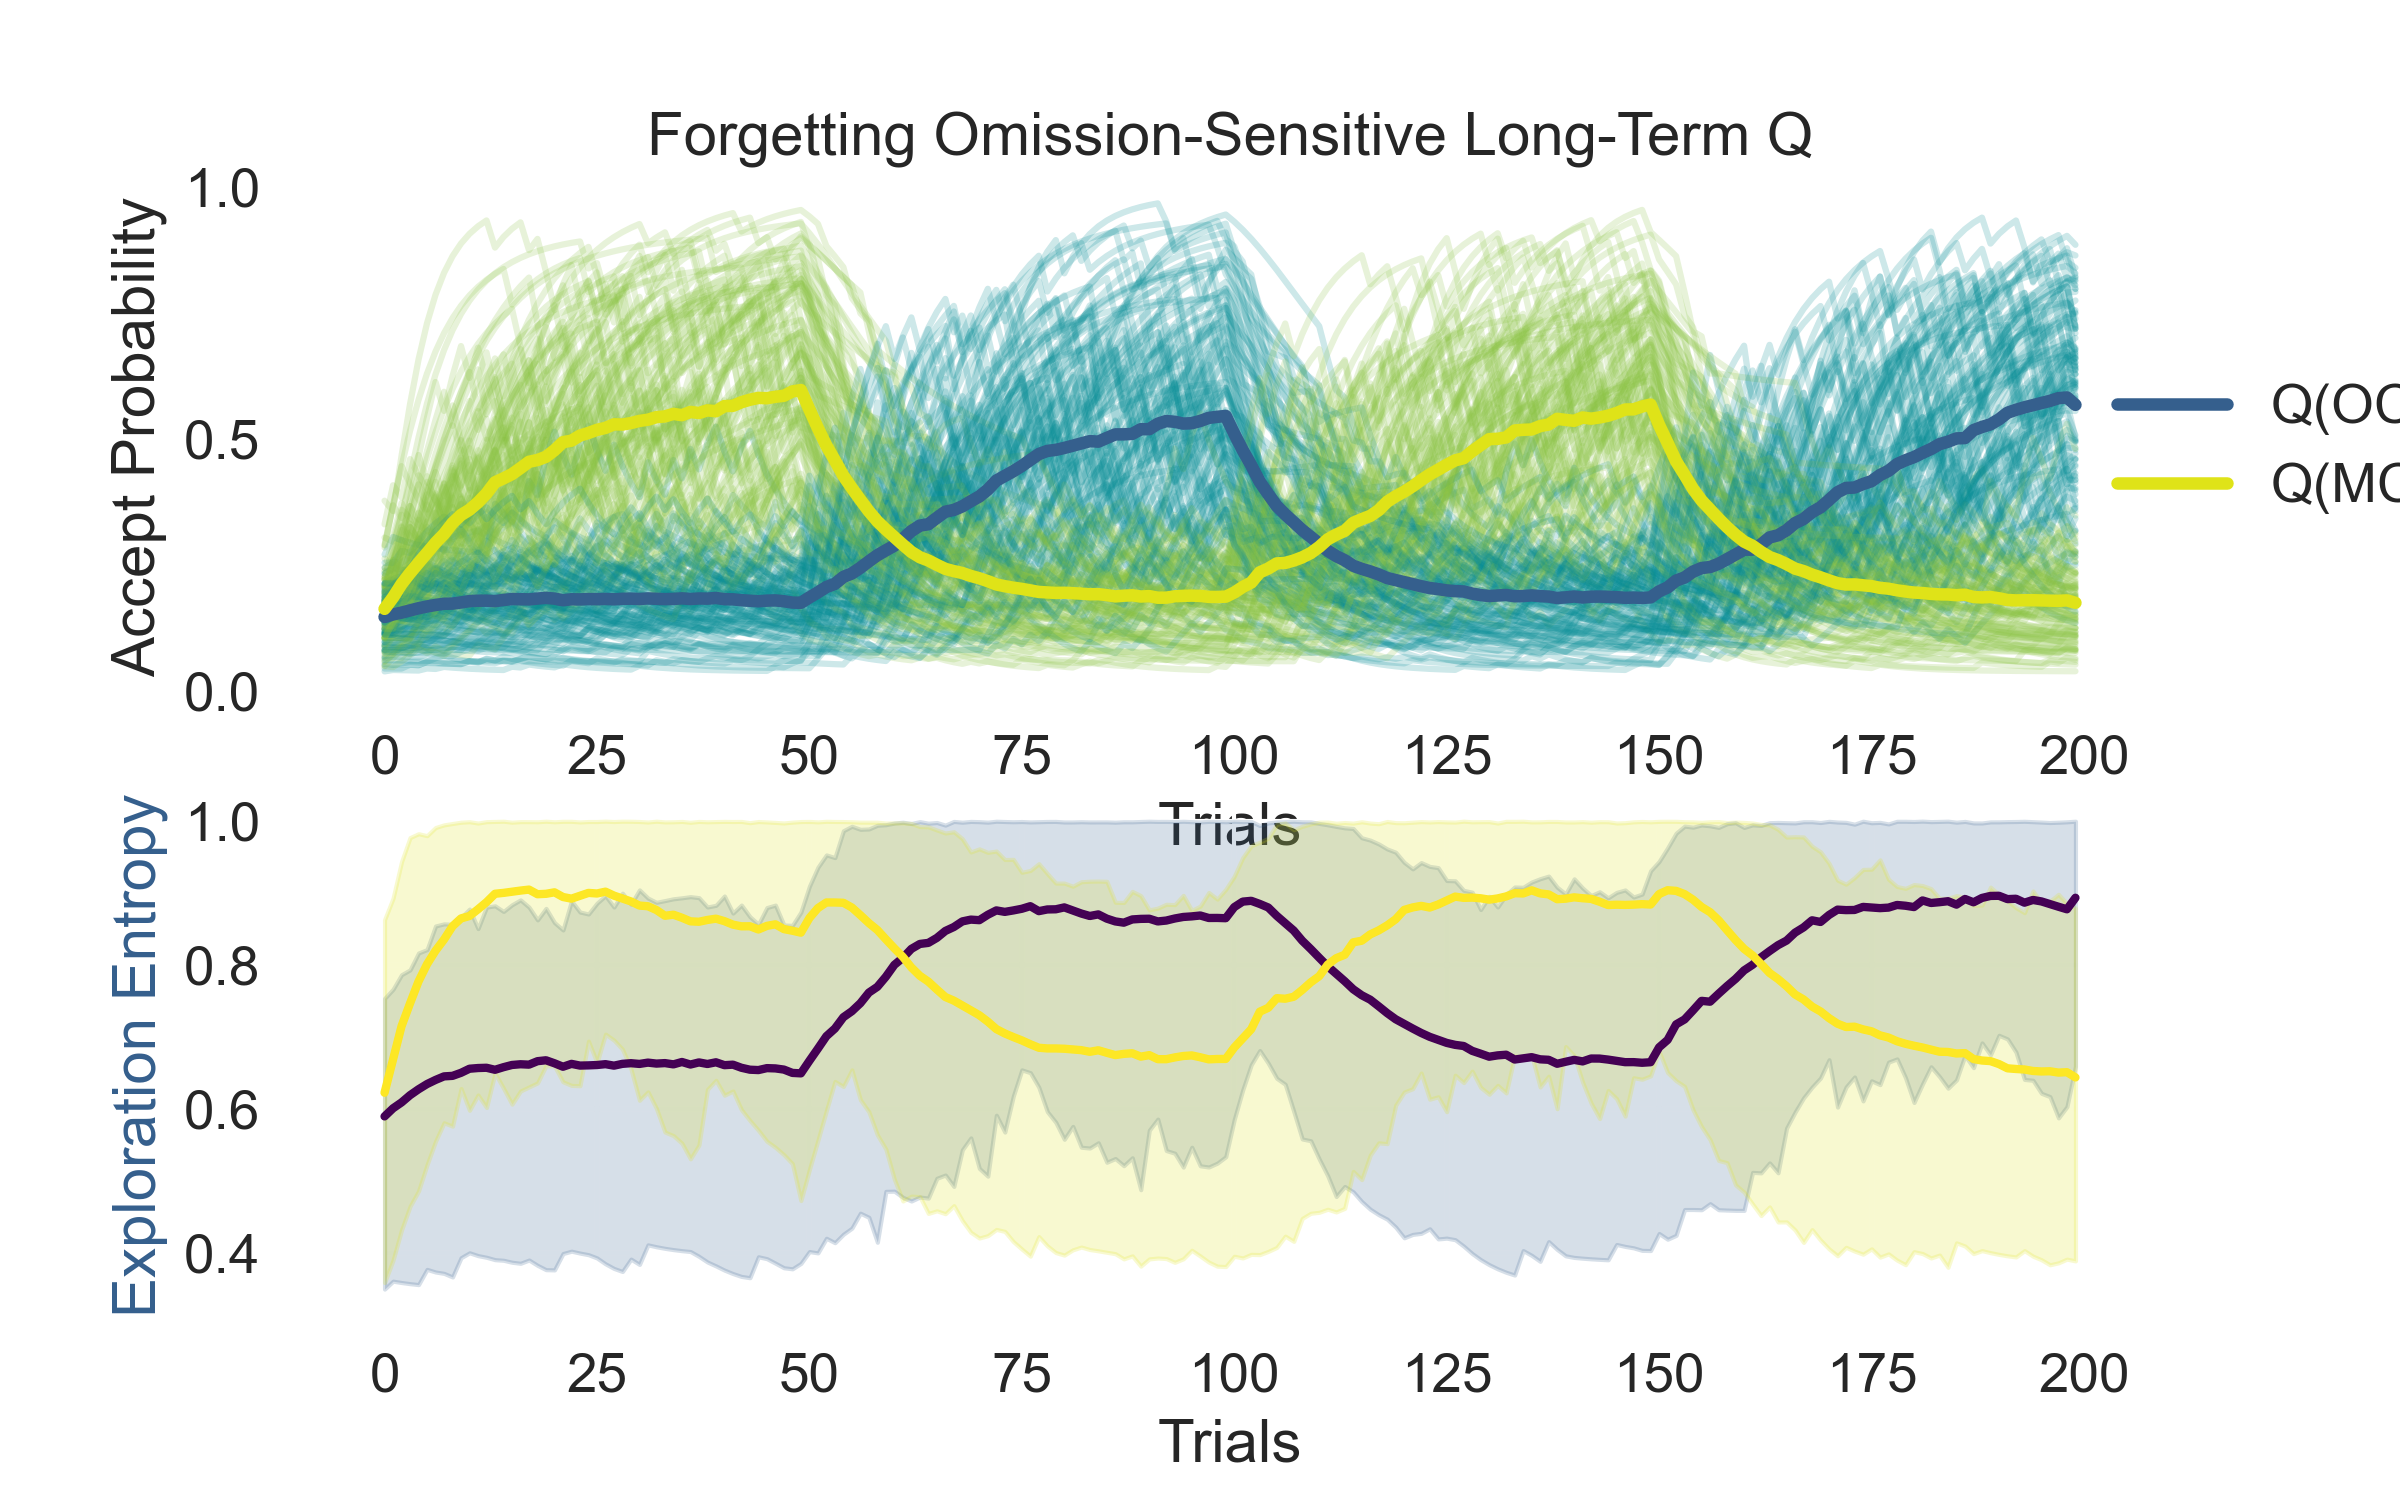 Forgetting Omission-Sensitive Long-Term Q
Accept Probability
1.0
0.5
0.0
0 25 50 75 100 125 150 175 200
Trials
Q(OC
Q(MC
Exploration Entropy
1.0
0.8
0.6
0.4
0 25 50 75 100 125 150 175 200
Trials